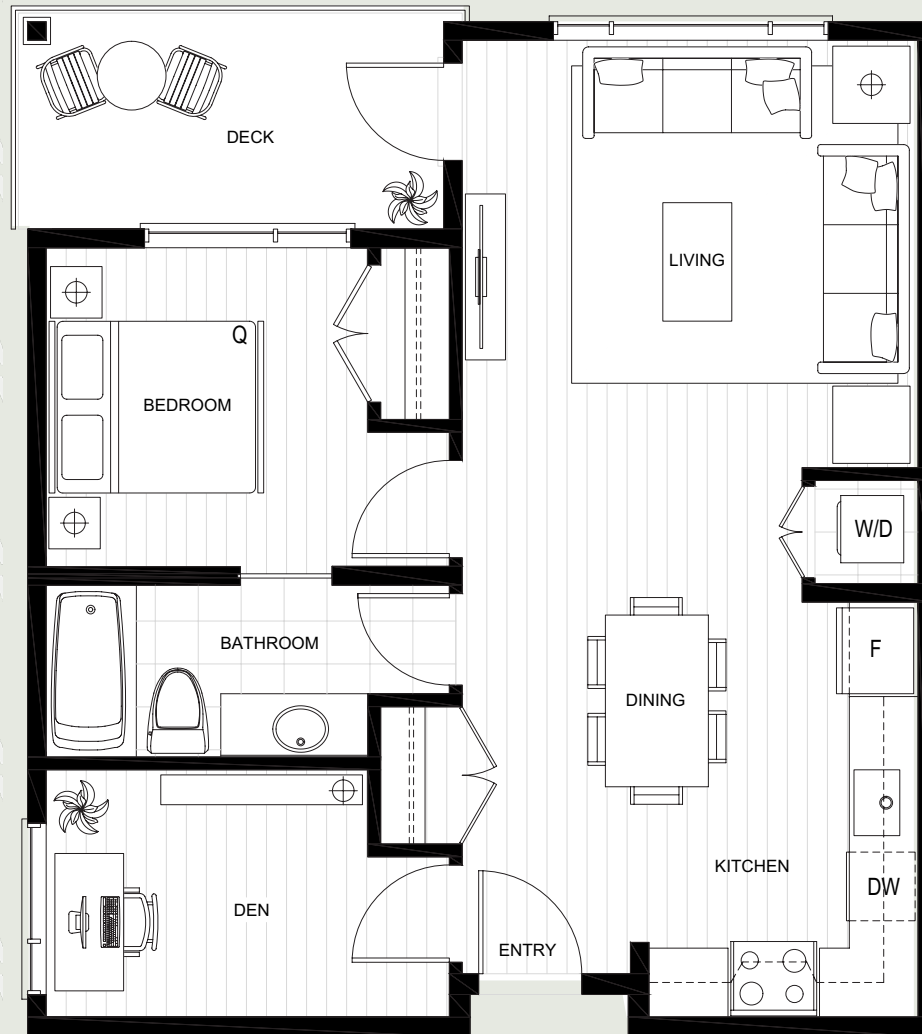 DECK
LIVING
Q
BEDROOM
W/D
BATHROOM
F
DINING
KITCHEN
DW
DEN
ENTRY